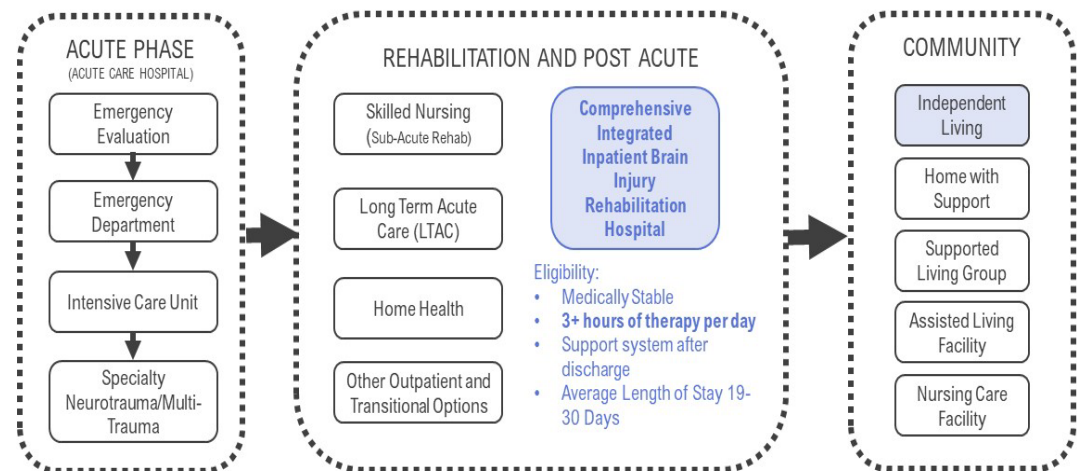 ACUTE PHASE
(ACUTE CARE HOSPITAL)
Emergency
Evaluation
Emergency
Department
Intensive Care Unit
Specialty
Neurotrauma/Multi-
Trauma
REHABILITATION AND POST ACUTE
Skilled Nursing
(Sub-Acute Rehab)
Long Term Acute
Care (LTAC)
Home Health
Other Outpatient and
Transitional Options
Comprehensive
Integrated
Inpatient Brain
Injury
Rehabilitation
Hospital
Eligibility:
• Medically Stable
• 3+ hours of therapy per day
• Support system after
discharge
• Average Length of Stay 19-
30 Days
COMMUNITY
Independent
Living
Home with
Support
Supported
Living Group
Assisted Living
Facility
Nursing Care
Facility